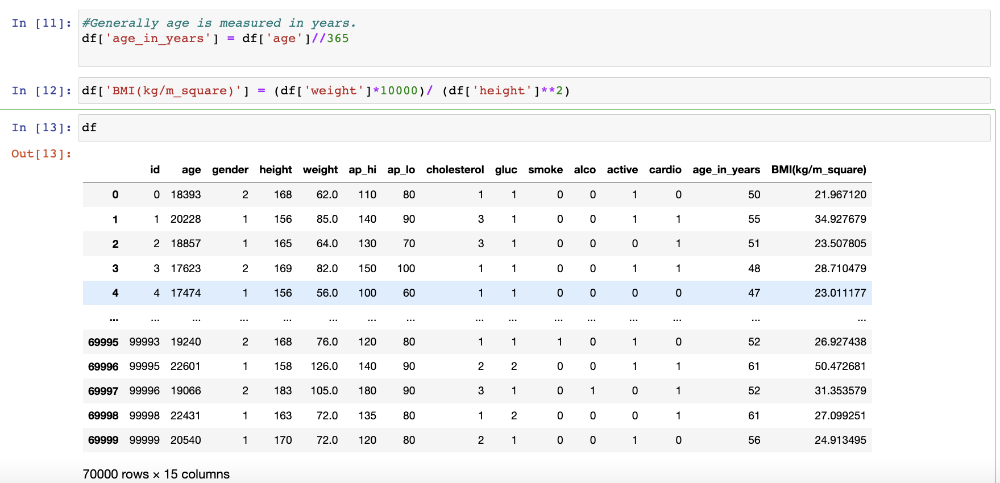 In [11]: #Generally age is measured in years.
df['age_in_years'] = df['age']//365
In [12]: df['BMI(kg/m_square)'] = (df['weight']*10000)/ (df['height']**2)
In [13]: df
Out[13]:
id age gender height weight ap_hi ap_lo cholesterol gluc smoke alco active cardio age_in_years BMI(kg/m_square)
0 0 18393 2 168 62.0 110 80 1 1 0 0 1 0 50 21.967120
1 1 20228 1 156 85.0 140 90 3 1 0 0 1 1 55 34.927679
2 2 18857 1 165 64.0 130 70 3 1 0 0 0 1 51 23.507805
3 3 17623 2 169 82.0 150 100 1 1 0 0 1 1 48 28.710479
4 4 17474 1 156 56.0 100 60 1 1 0 0 0 0 47 23.011177
... ... ... ... ... ... ... ... ... ... ... ... ... ... ... ...
69995 99993 19240 2 168 76.0 120 80 1 1 1 0 1 0 52 26.927438
69996 99995 22601 1 158 126.0 140 90 2 2 0 0 1 1 61 50.472681
69997 99996 19066 2 183 105.0 180 90 3 1 0 1 0 1 52 31.353579
69998 99998 22431 1 163 72.0 135 80 1 2 0 0 0 1 61 27.099251
69999 99999 20540 1 170 72.0 120 80 2 1 0 0 1 0 56 24.913495
70000 rows × 15 columns